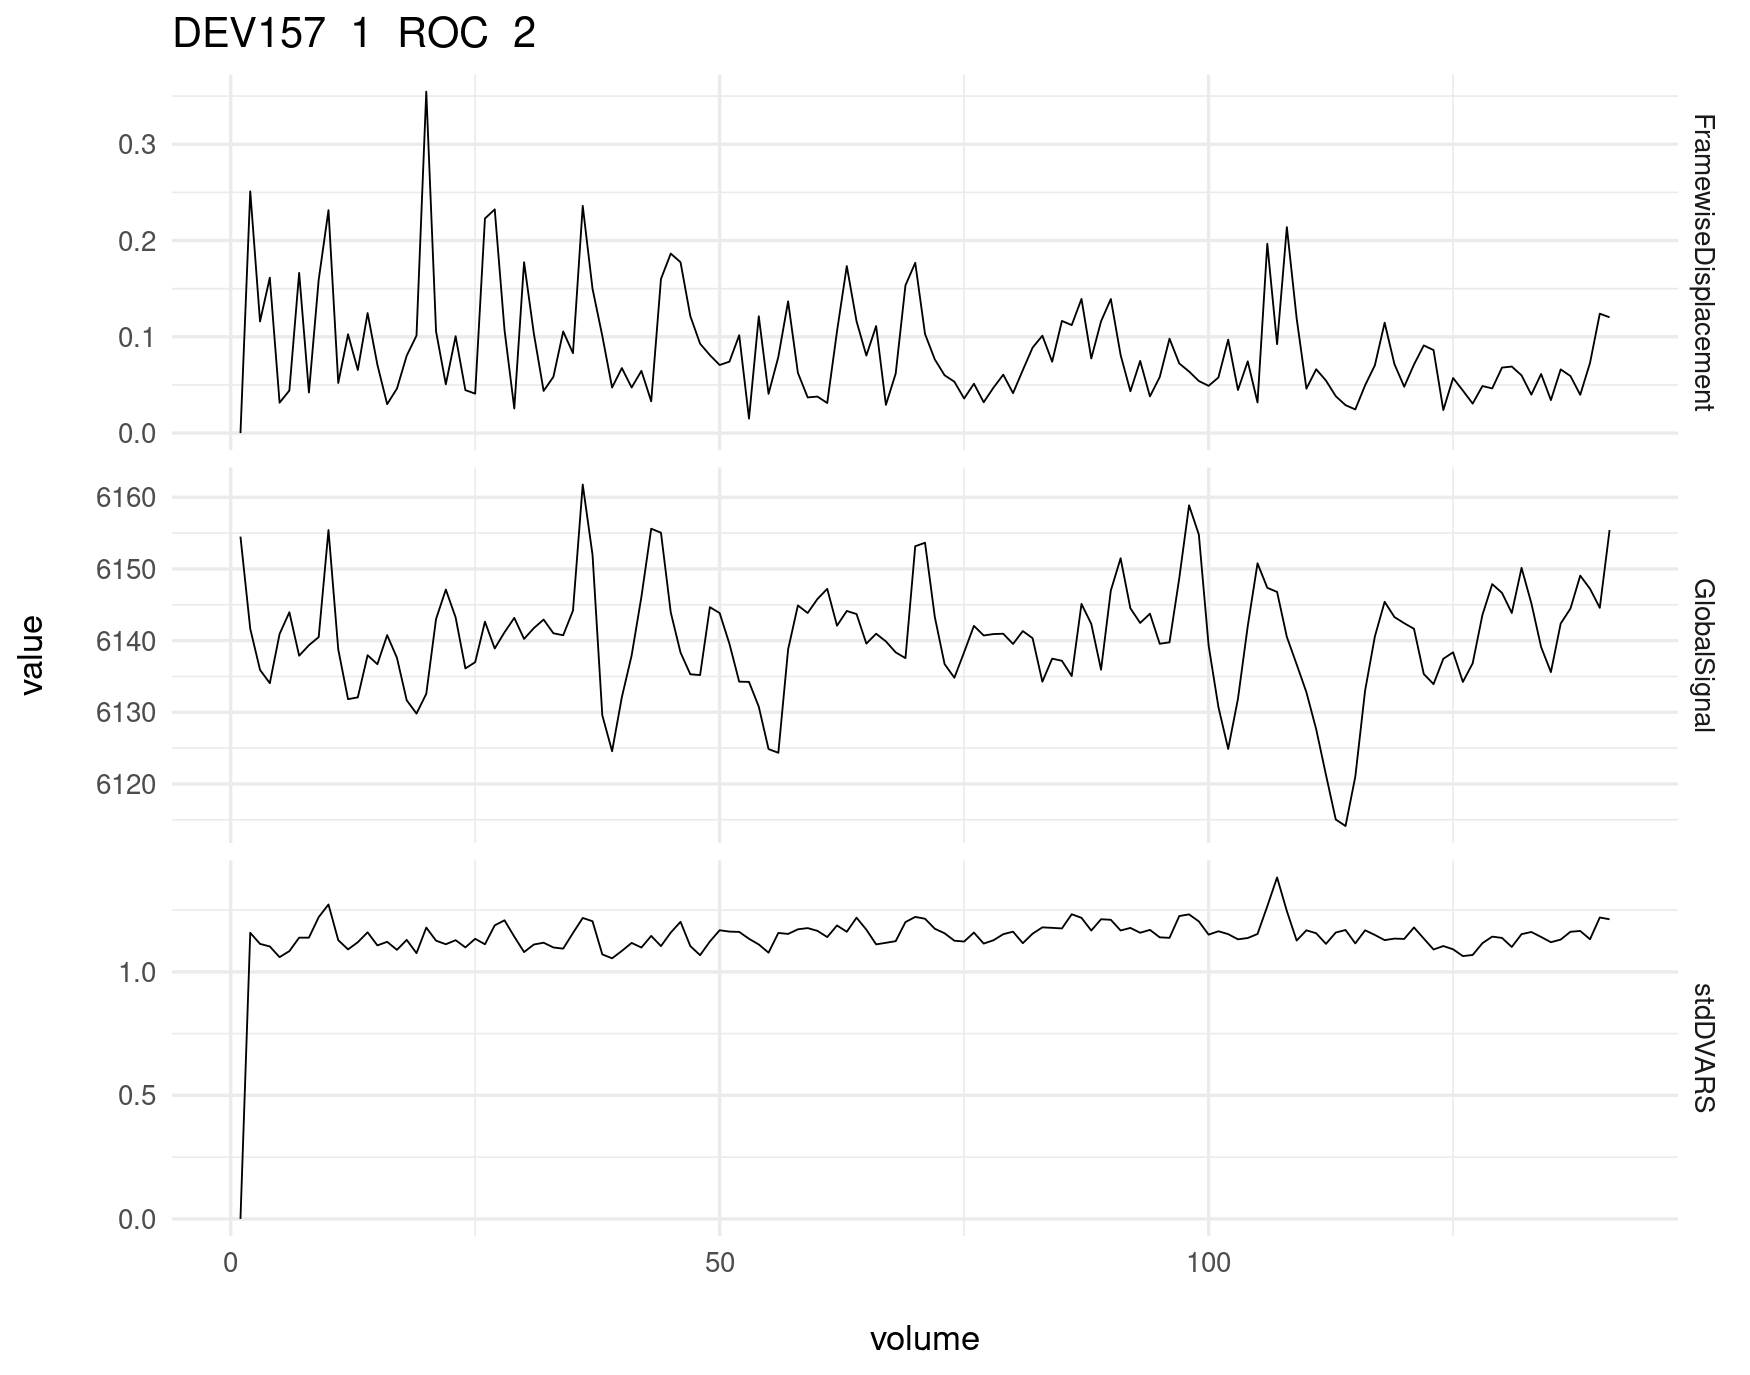 DEV157 1 ROC 2
0.3
0.2
0.1
0.0
FramewiseDisplacement
6160
6150
6140
6130
6120
GlobalSignal
1.0
0.5
0.0
stdDVARS
value
0 50 100
volume